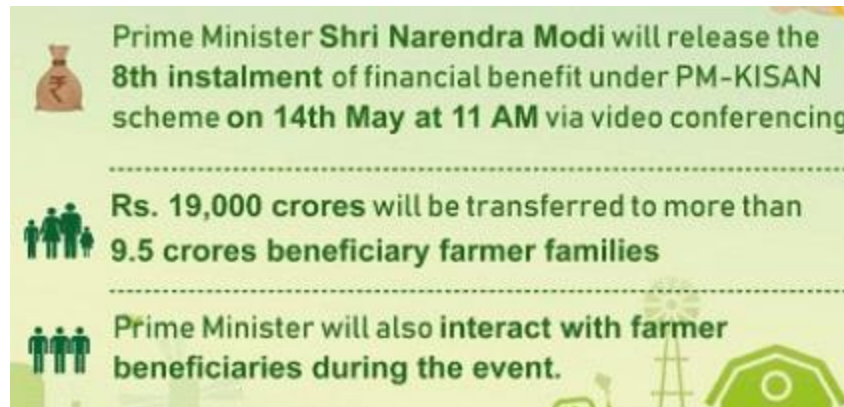 Prime Minister Shri Narendra Modi will release the
8th instalment of financial benefit under PM-KISAN
scheme on 14th May at 11 AM via video conferencing
Rs. 19,000 crores will be transferred to more than
9.5 crores beneficiary farmer families
Prime Minister will also interact with farmer
beneficiaries during the event.